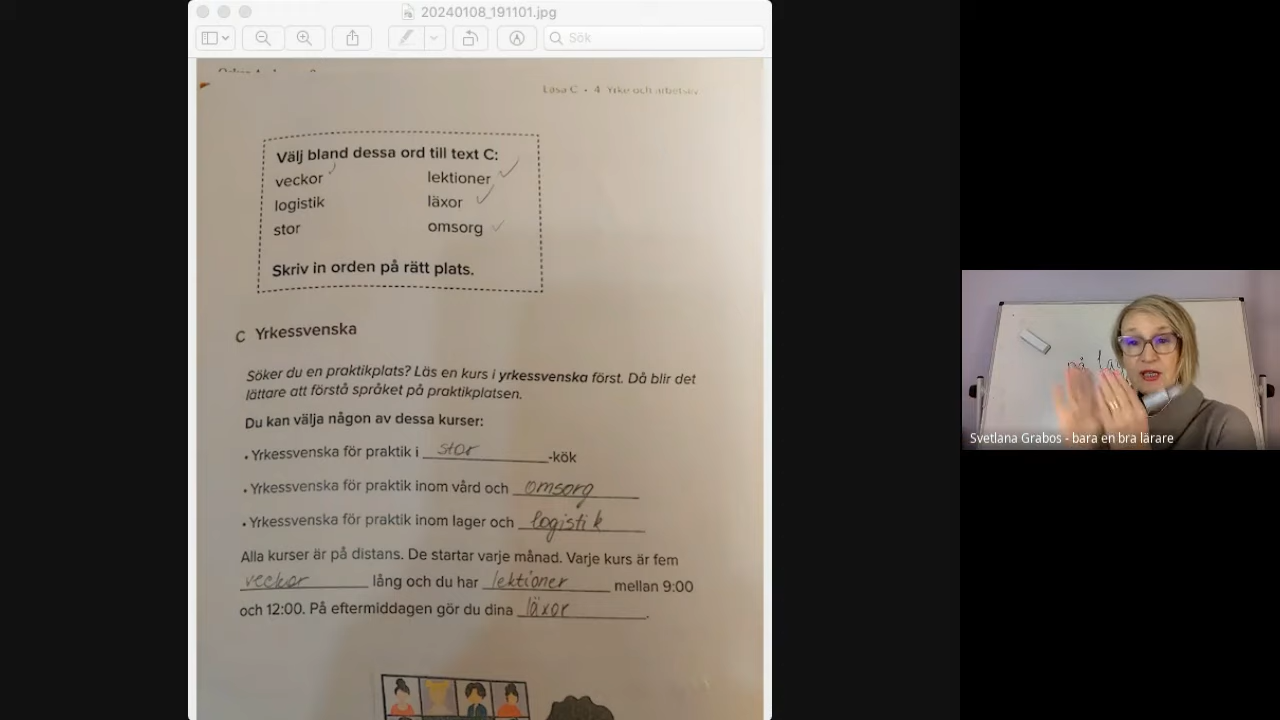 20240108_191101.jpg
Sök
Läsa C • 4 Yrke och arbetsliv
Välj bland dessa ord till text C:
veckor lektioner
logistik läxor
stor omsorg
Skriv in orden på rätt plats.
C Yrkessvenska
Söker du en praktikplats? Läs en kurs i yrkessvenska först. Då blir det
lättare att förstå språket på praktikplatsen.
Du kan välja någon av dessa kurser:
• Yrkessvenska för praktik i stor -kök
• Yrkessvenska för praktik inom vård och omsorg
• Yrkessvenska för praktik inom lager och logistik
Alla kurser är på distans. De startar varje månad. Varje kurs är fem
veckor lång och du har lektioner mellan 9:00
och 12:00. På eftermiddagen gör du dina läxor.
på lag
Svetlana Grabos - bara en bra lärare